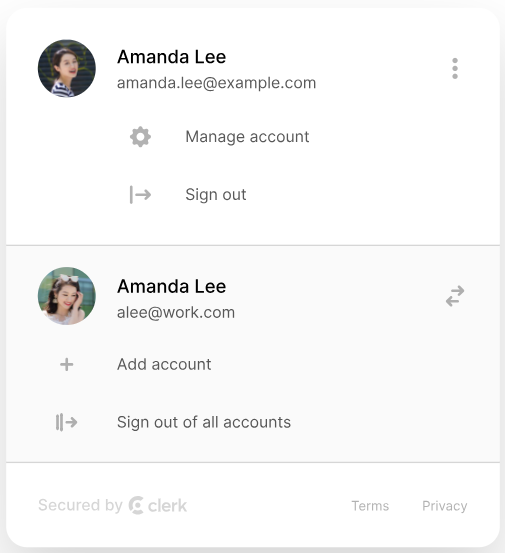 Amanda Lee
amanda.lee@example.com
Manage account
Sign out
Amanda Lee
alee@work.com
Add account
Sign out of all accounts
Secured by clerk
Terms
Privacy